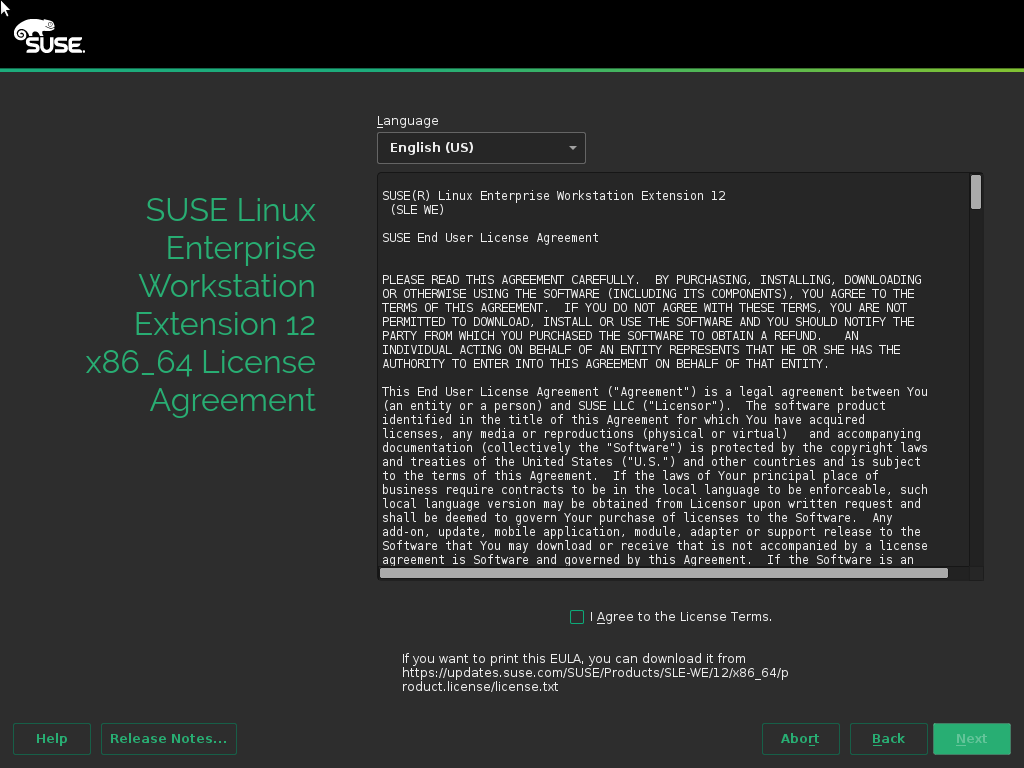 SUSE.
Language
English (US)
SUSE Linux
Enterprise
Workstation
Extension 12
x86_64 License
Agreement
SUSE(R) Linux Enterprise Workstation Extension 12
(SLE WE)
SUSE End User License Agreement
PLEASE READ THIS AGREEMENT CAREFULLY.  BY PURCHASING, INSTALLING, DOWNLOADING
OR OTHERWISE USING THE SOFTWARE (INCLUDING ITS COMPONENTS), YOU AGREE TO THE
TERMS OF THIS AGREEMENT.  IF YOU DO NOT AGREE WITH THESE TERMS, YOU ARE NOT
PERMITTED TO DOWNLOAD, INSTALL OR USE THE SOFTWARE AND YOU SHOULD NOTIFY THE
PARTY FROM WHICH YOU PURCHASED THE SOFTWARE TO OBTAIN A REFUND.   AN
INDIVIDUAL ACTING ON BEHALF OF AN ENTITY REPRESENTS THAT HE OR SHE HAS THE
AUTHORITY TO ENTER INTO THIS AGREEMENT ON BEHALF OF THAT ENTITY.
This End User License Agreement ("Agreement") is a legal agreement between You
(an entity or a person) and SUSE LLC ("Licensor").  The software product
identified in the title of this Agreement for which You have acquired
licenses, any media or reproductions (physical or virtual)   and accompanying
documentation (collectively the "Software") is protected by the copyright laws
and treaties of the United States ("U.S.") and other countries and is subject
to the terms of this Agreement.  If the laws of Your principal place of
business require contracts to be in the local language to be enforceable, such
local language version may be obtained from Licensor upon written request and
shall be deemed to govern Your purchase of licenses to the Software.  Any
add-on, update, mobile application, module, adapter or support release to the
Software that You may download or receive that is not accompanied by a license
agreement is Software and governed by this Agreement.  If the Software is an
I Agree to the License Terms.
If you want to print this EULA, you can download it from
https://updates.suse.com/SUSE/Products/SLE-WE/12/x86_64/p
roduct.license/license.txt
Help
Release Notes...
Abort
Back
Next